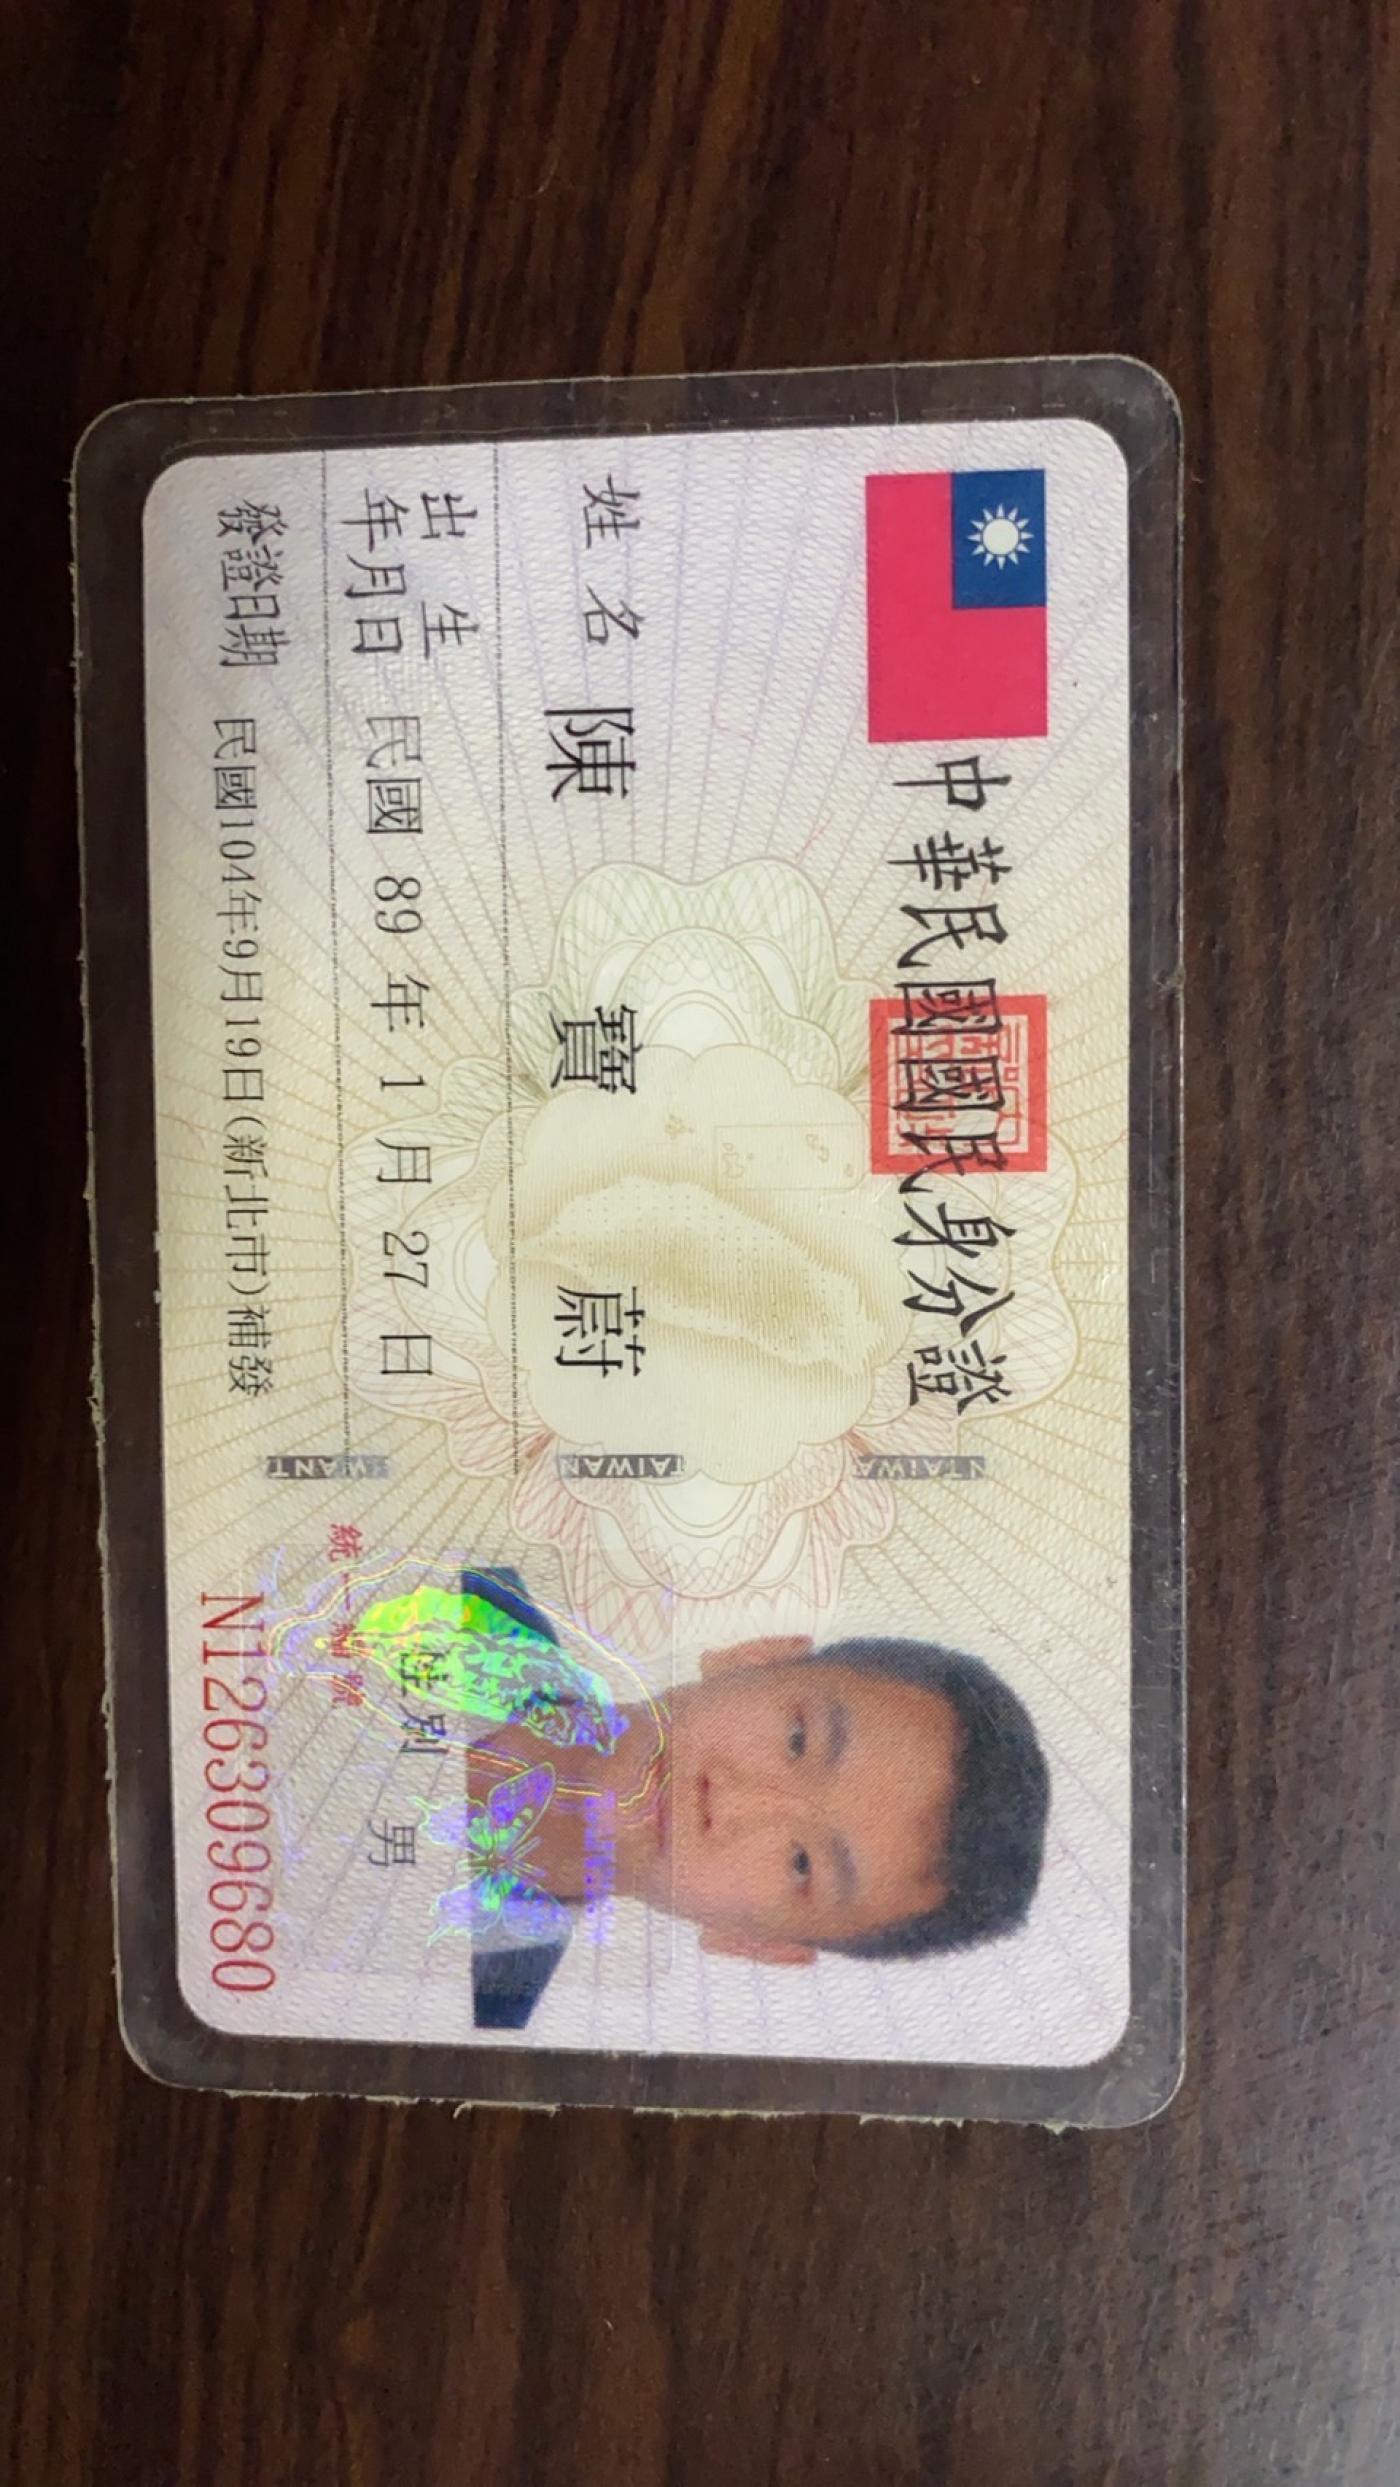 中華民國國民身分證
姓名 陳寶蔚
出生年月日 民國 89 年 1 月 27 日
性別 男
發證日期 民國104年9月19日(新北市)補發
統一編號
N126309680
TAIWAN